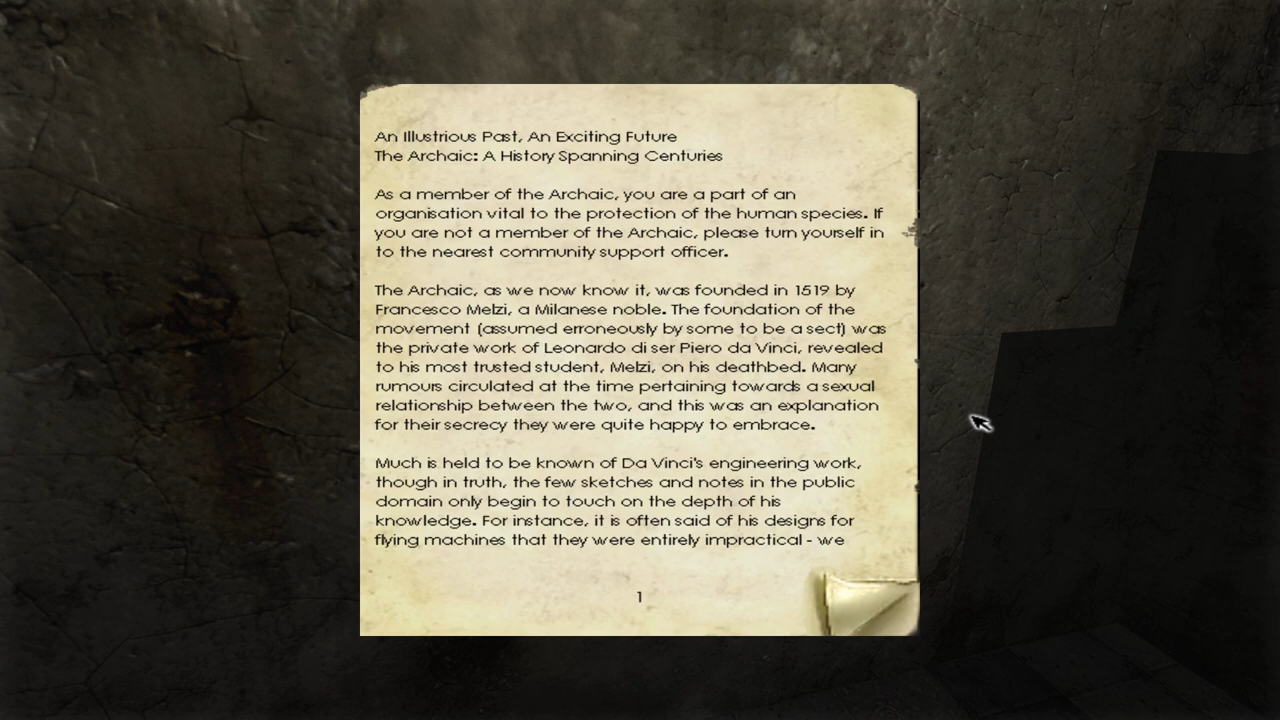 An Illustrious Past, An Exciting Future
The Archaic: A History Spanning Centuries
As a member of the Archaic, you are a part of an
organisation vital to the protection of the human species. If
you are not a member of the Archaic, please turn yourself in
to the nearest community support officer.
The Archaic, as we now know it, was founded in 1519 by
Francesco Melzi, a Milanese noble. The foundation of the
movement (assumed erroneously by some to be a sect) was
the private work of Leonardo di ser Piero da Vinci, revealed
to his most trusted student, Melzi, on his deathbed. Many
rumours circulated at the time pertaining towards a sexual
relationship between the two, and this was an explanation
for their secrecy they were quite happy to embrace.
Much is held to be known of Da Vinci's engineering work,
though in truth, the few sketches and notes in the public
domain only begin to touch on the depth of his
knowledge. For instance, it is often said of his designs for
flying machines that they were entirely impractical - we
1